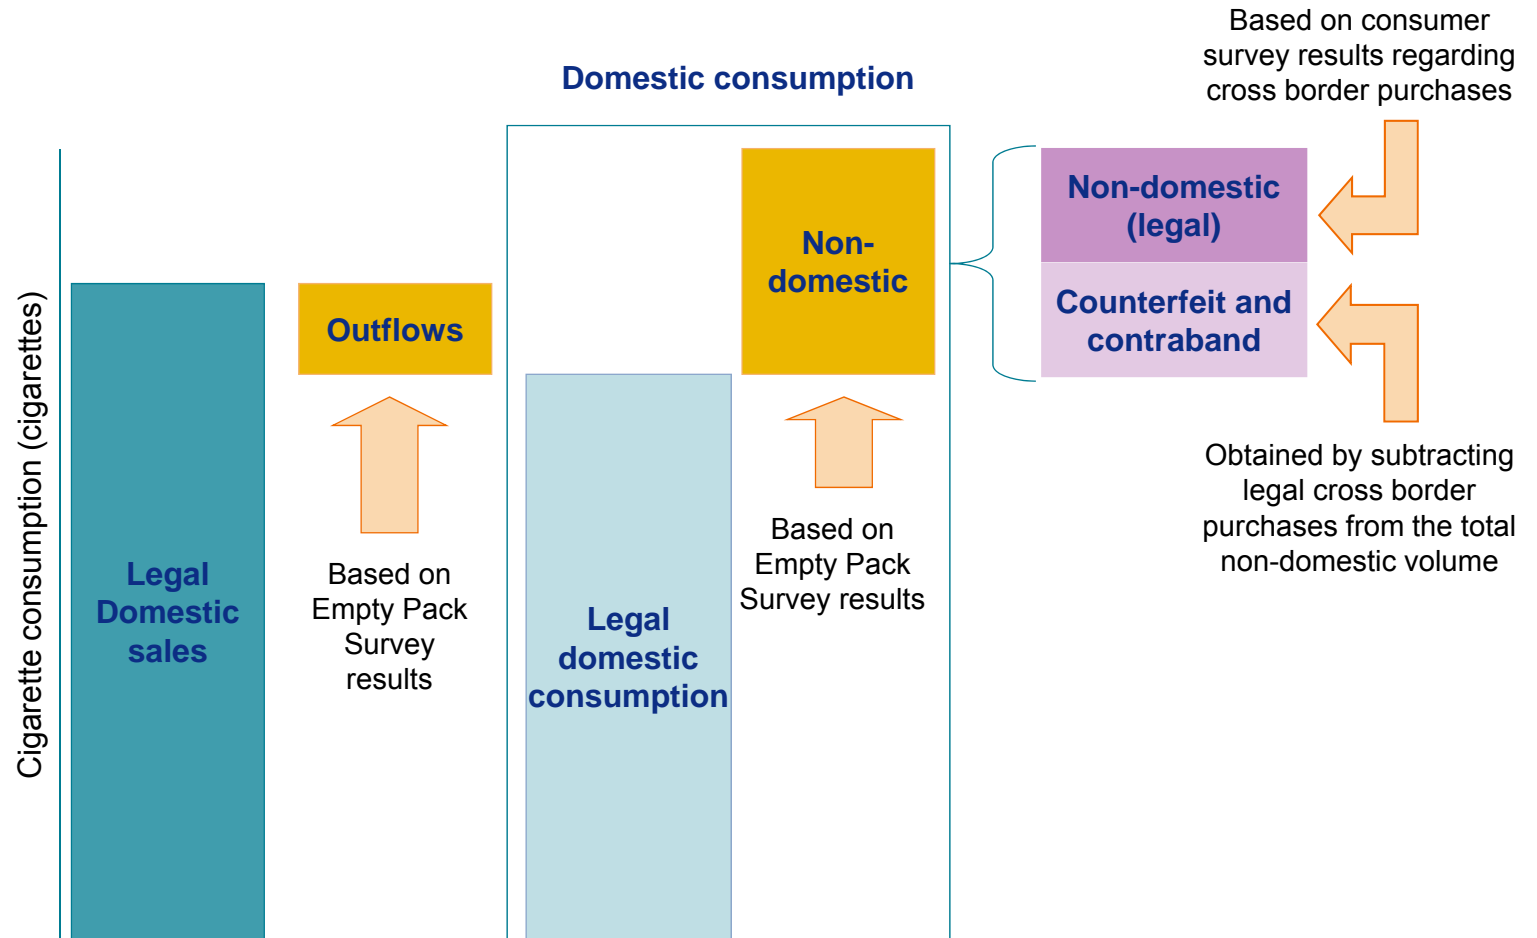 Based on consumer
survey results regarding
cross border purchases
Domestic consumption
Non-domestic
(legal)
Non-
domestic
Counterfeit and
contraband
Outflows
Cigarette consumption (cigarettes)
Obtained by subtracting
legal cross border
purchases from the total
non-domestic volume
Based on
Empty Pack
Survey results
Legal
Domestic
sales
Based on
Empty Pack
Survey
results
Legal
domestic
consumption